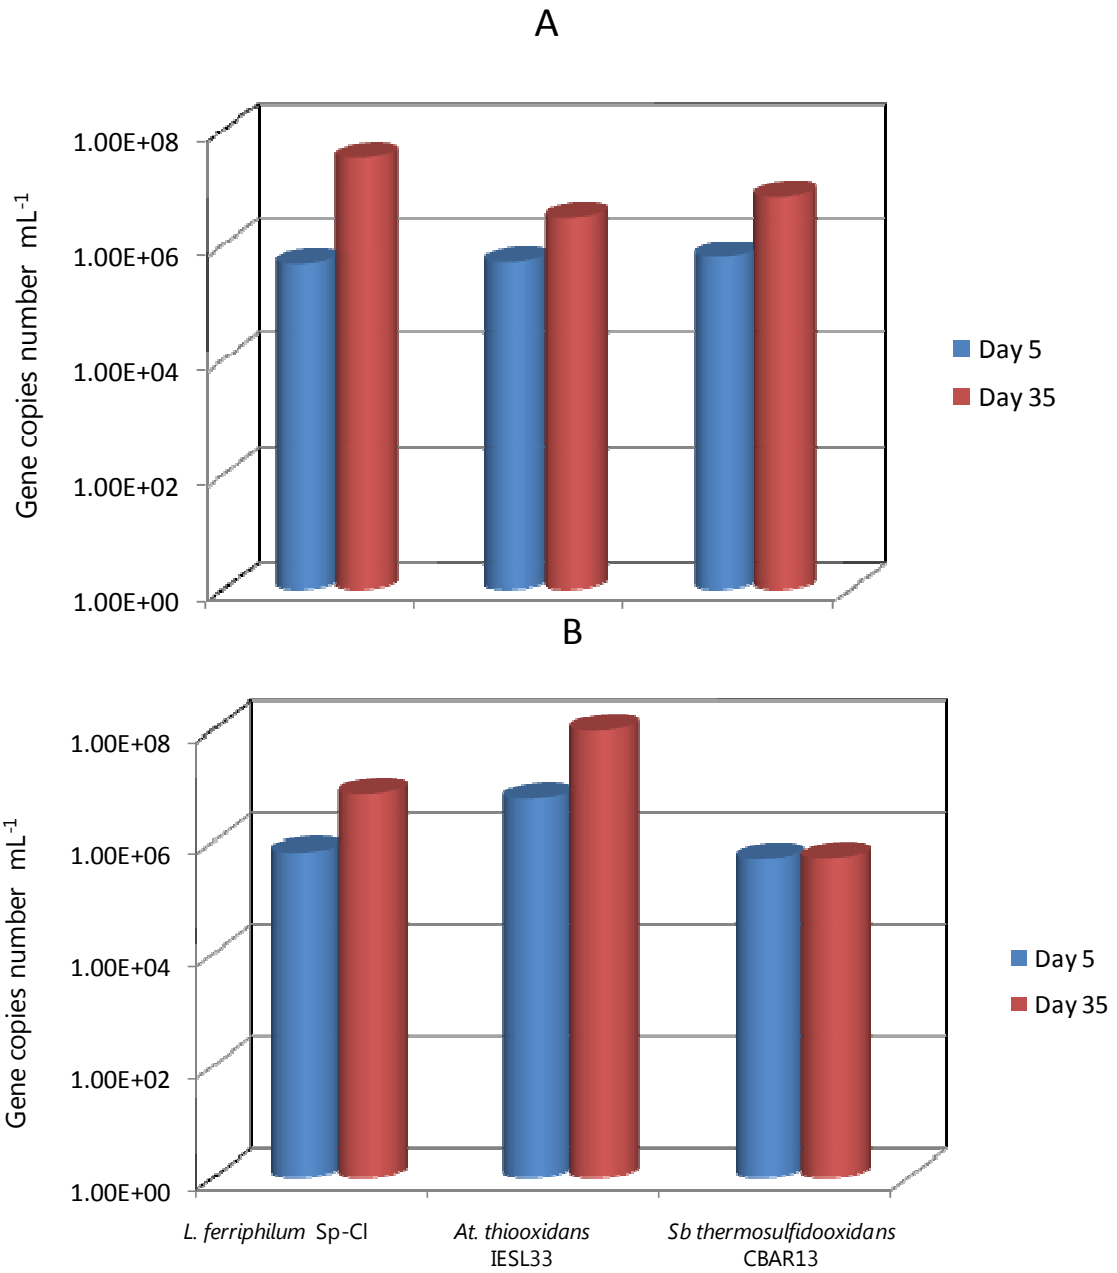 A
1.00E+08
1.00E+06
1.00E+04
1.00E+02
1.00E+00
Gene copies number mL-1
Day 5
Day 35
B
1.00E+08
1.00E+06
1.00E+04
1.00E+02
1.00E+00
Gene copies number mL-1
Day 5
Day 35
L. ferriphilum Sp-Cl
At. thiooxidans
IESL33
Sb thermosulfidooxidans
CBAR13